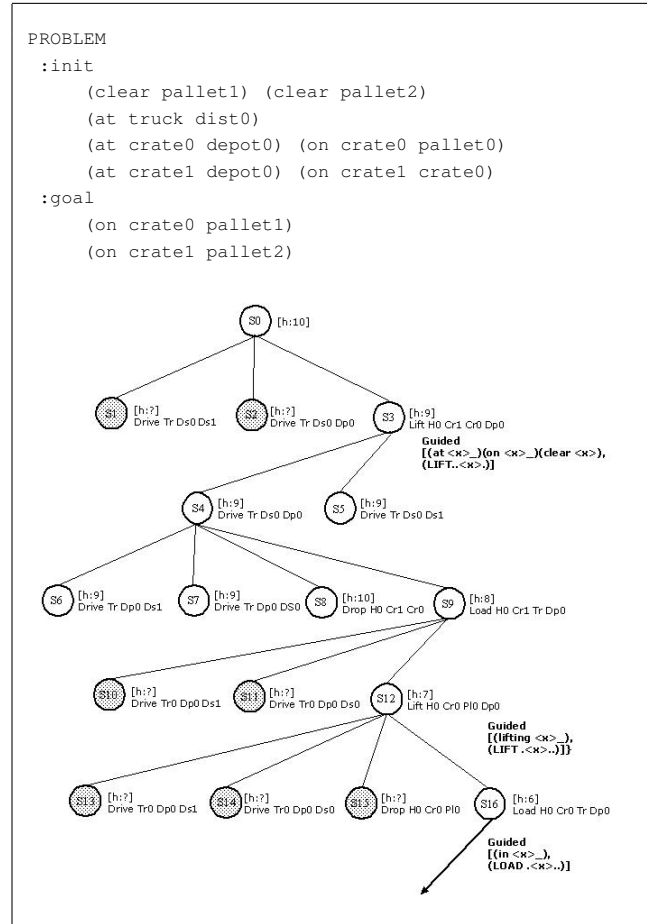 PROBLEM
:init
(clear pallet1) (clear pallet2)
(at truck dist0)
(at crate0 depot0) (on crate0 pallet0)
(at crate1 depot0) (on crate1 crate0)
:goal
(on crate0 pallet1)
(on crate1 pallet2)
S0 [h:10]
S1 [h:?]
Drive Tr Ds0 Ds1
S2 [h:?]
Drive Tr Ds0 Dp0
S3 [h:9]
Lift H0 Cr1 Cr0 Dp0
Guided
[(at <x>_)(on <x>_)(clear <x>),
(LIFT..<x>.)]
S4 [h:9]
Drive Tr Ds0 Dp0
S5 [h:9]
Drive Tr Ds0 Ds1
S6 [h:9]
Drive Tr Dp0 Ds1
S7 [h:9]
Drive Tr Dp0 DS0
S8 [h:10]
Drop H0 Cr1 Cr0
S9 [h:8]
Load H0 Cr1 Tr Dp0
S10 [h:?]
Drive Tr0 Dp0 Ds1
S11 [h:?]
Drive Tr0 Dp0 Ds0
S12 [h:7]
Lift H0 Cr0 Pl0 Dp0
Guided
[(lifting <x>_),
(LIFT .<x>..)]}
S13 [h:?]
Drive Tr0 Dp0 Ds1
S14 [h:?]
Drive Tr0 Dp0 Ds0
S15 [h:?]
Drop H0 Cr0 Pl0
S16 [h:6]
Load H0 Cr0 Tr Dp0
Guided
[(in <x>_),
(LOAD .<x>..)]